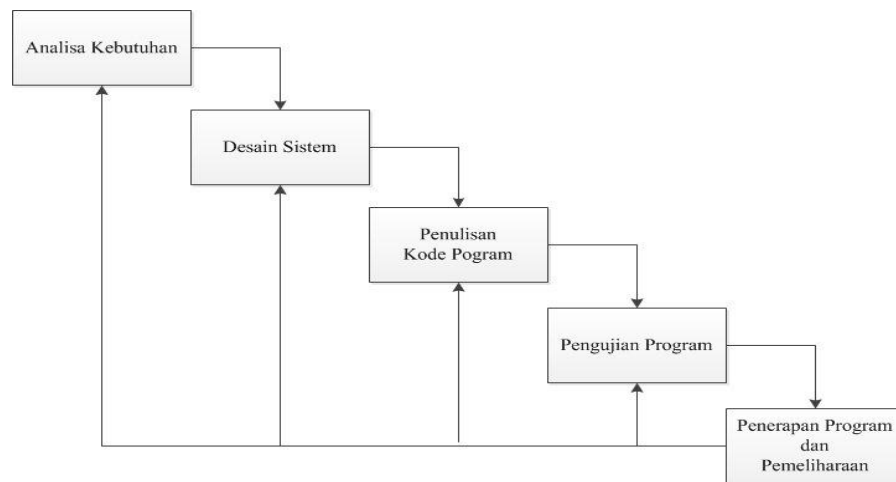 Analisa Kebutuhan
Desain Sistem
Penulisan
Kode Pogram
Pengujian Program
Penerapan Program
dan
Pemeliharaan